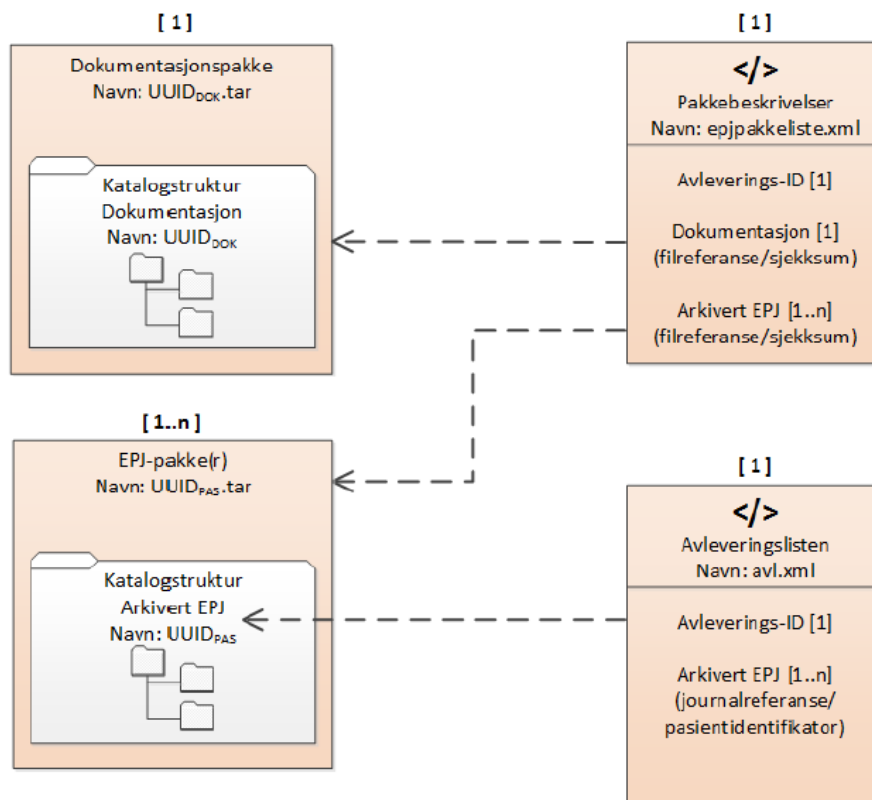 [ 1 ]
Dokumentasjonspakke
Navn: UUIDDOK.tar
Katalogstruktur
Dokumentasjon
Navn: UUIDDOK
[ 1..n ]
EPJ-pakke(r)
Navn: UUIDPAS.tar
Katalogstruktur
Arkivert EPJ
Navn: UUIDPAS
[ 1 ]
</>
Pakkebeskrivelser
Navn: epjpakkeliste.xml
Avleverings-ID [1]
Dokumentasjon [1]
(filreferanse/sjekksum)
Arkivert EPJ [1..n]
(filreferanse/sjekksum)
[ 1 ]
</>
Avleveringslisten
Navn: avl.xml
Avleverings-ID [1]
Arkivert EPJ [1..n]
(journalreferanse/
pasientidentifikator)